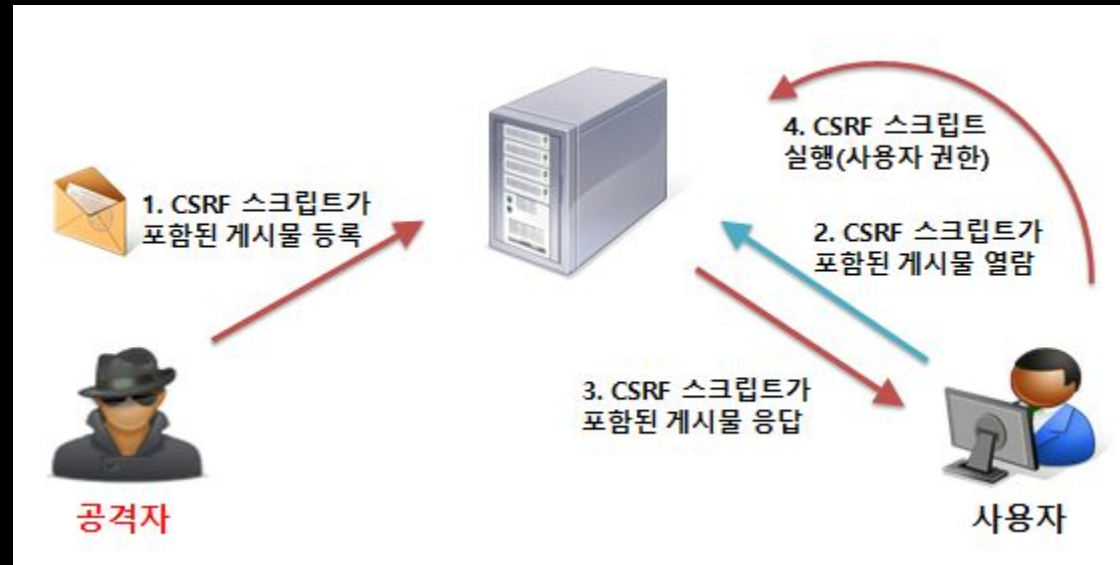 1. CSRF 스크립트가
포함된 게시물 등록
4. CSRF 스크립트
실행(사용자 권한)
2. CSRF 스크립트가
포함된 게시물 열람
3. CSRF 스크립트가
포함된 게시물 응답
공격자
사용자